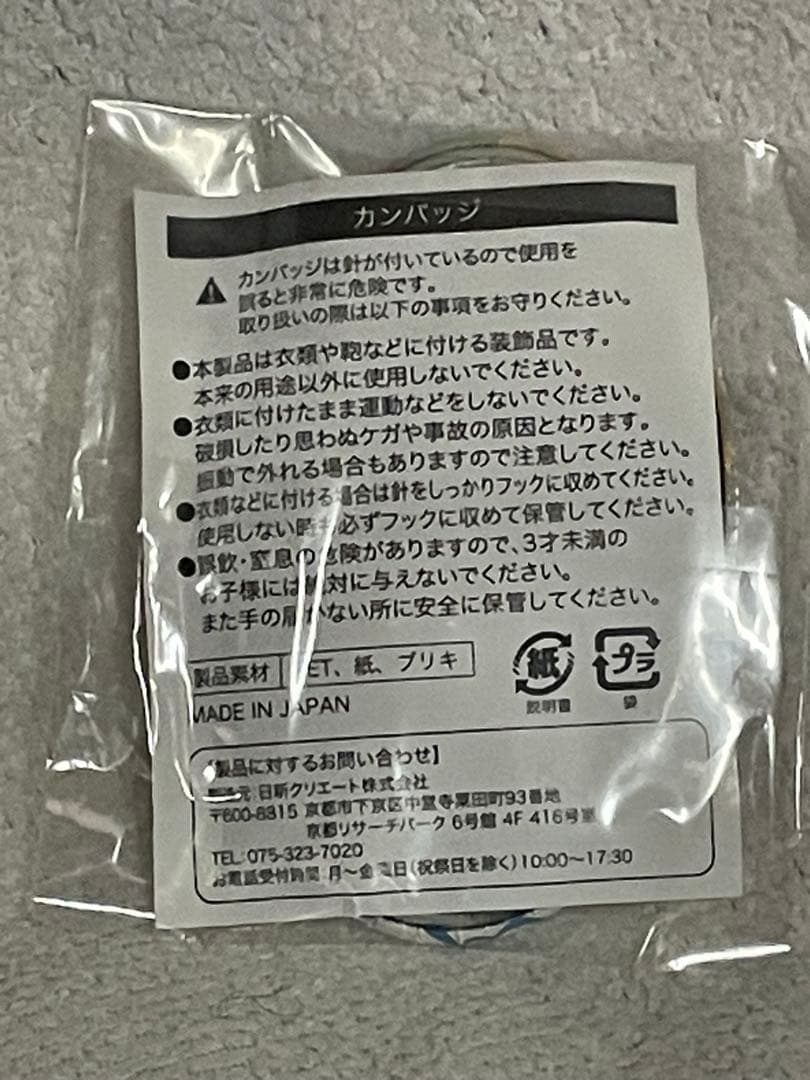 カンバッジ
カンバッジは針が付いているので使用を
誤ると非常に危険です。
取り扱いの際は以下の事項をお守りください。
●本製品は衣類や鞄などに付ける装飾品です。
本来の用途以外に使用しないでください。
●衣類に付けたまま運動などをしないでください。
破損したり思わぬケガや事故の原因となります。
振動で外れる場合もありますので注意してください。
●衣類などに付ける場合は針をしっかりフックに収めてください。
使用しない時も必ずフックに収めて保管してください。
●誤飲・窒息の危険がありますので、3才未満の
お子様には絶対に与えないでください。
また手の届かない所に安全に保管してください。
製品素材 PET、紙、ブリキ
紙 プラ
説明書 袋
MADE IN JAPAN
【製品に対するお問い合わせ】
製造元:日新クリエート株式会社
〒600-8815 京都市下京区中堂寺粟田町93番地
京都リサーチパーク 6号館 4F 416号室
TEL:075-323-7020
お電話受付時間:月〜金曜日(祝祭日を除く)10:00〜17:30